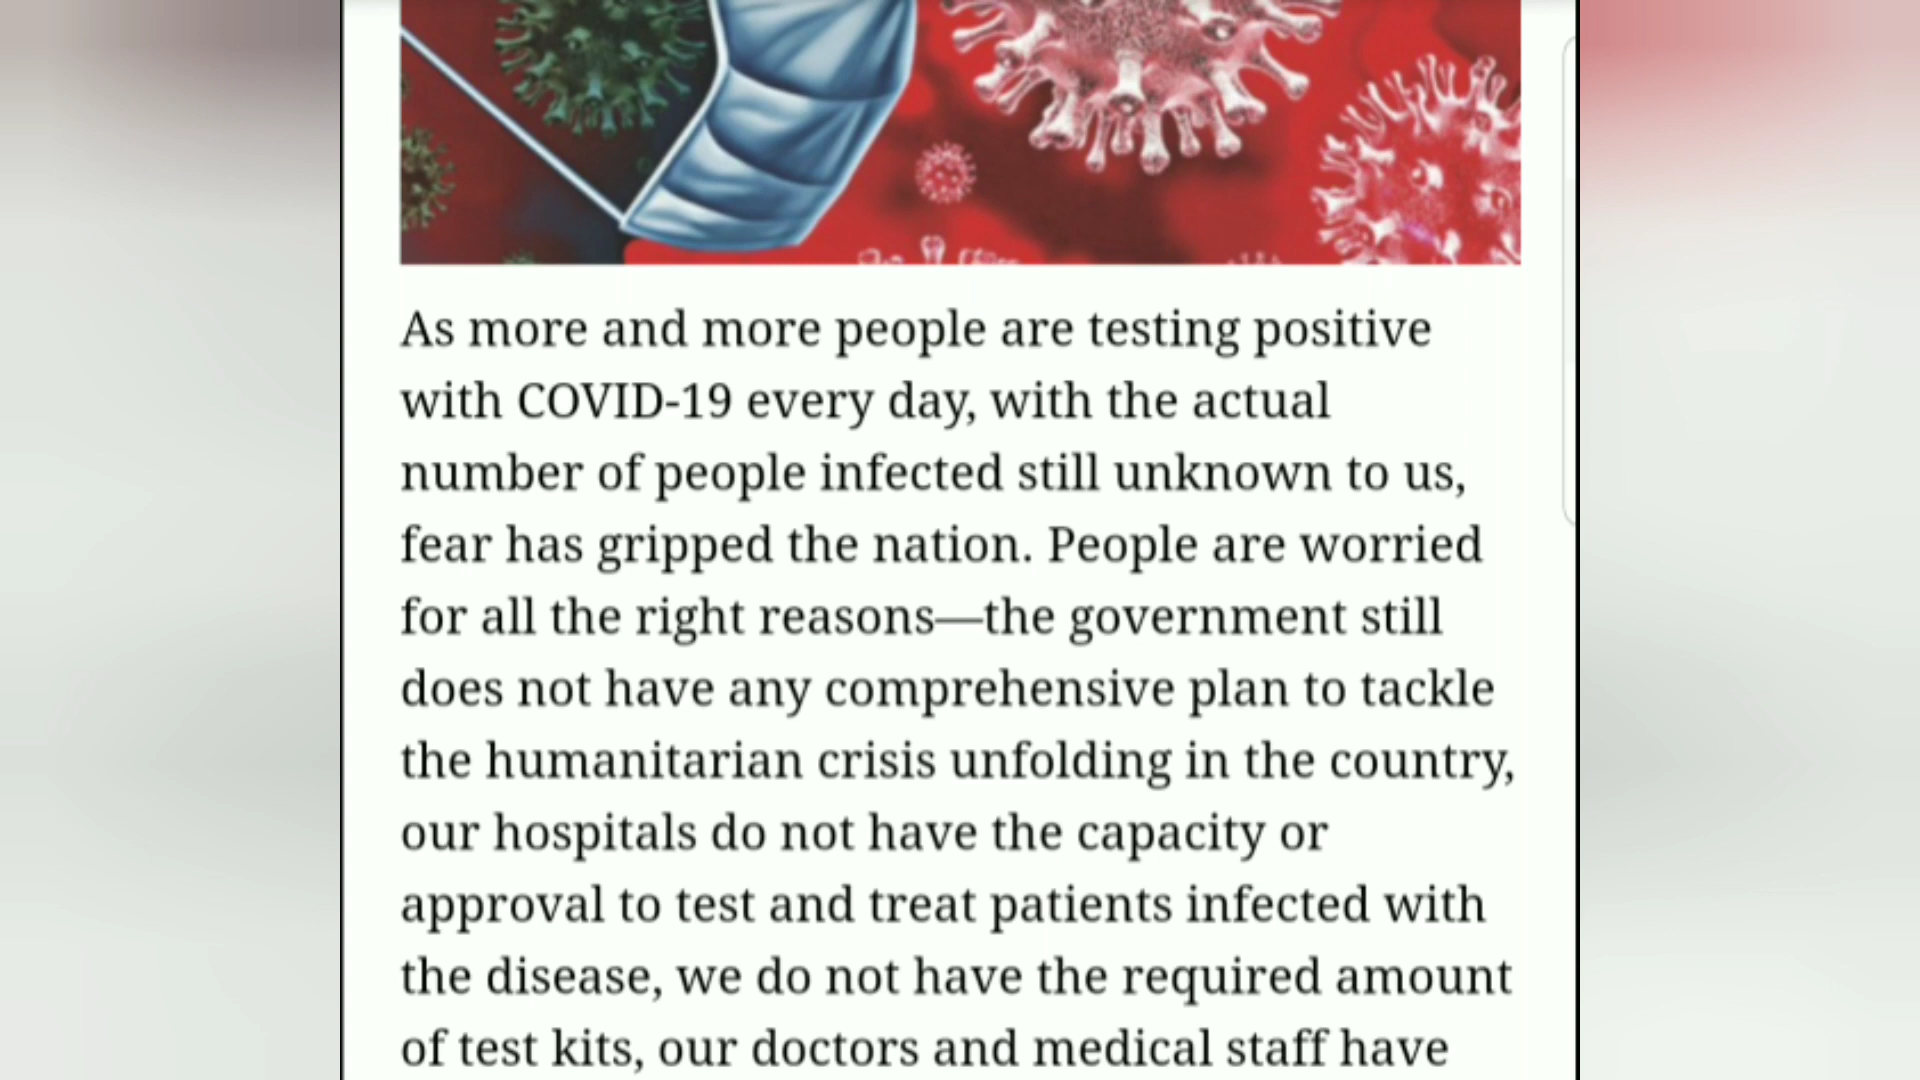 As more and more people are testing positive
with COVID-19 every day, with the actual
number of people infected still unknown to us,
fear has gripped the nation. People are worried
for all the right reasons—the government still
does not have any comprehensive plan to tackle
the humanitarian crisis unfolding in the country,
our hospitals do not have the capacity or
approval to test and treat patients infected with
the disease, we do not have the required amount
of test kits, our doctors and medical staff have